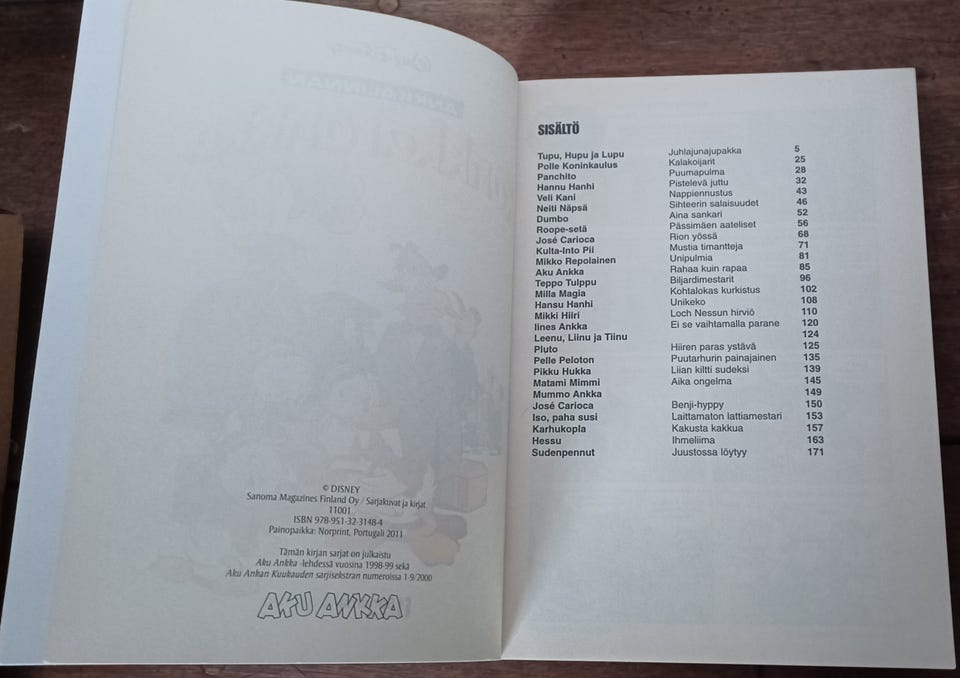 © DISNEY
Sanoma Magazines Finland Oy / Sarjakuvat ja kirjat
11001
ISBN 978-951-32-3148-4
Painopaikka: Norprint, Portugali 2011
Tämän kirjan sarjat on julkaistu
Aku Ankka -lehdessä vuosina 1998-99 sekä
Aku Ankan Kuukauden sarjisekstran numeroissa 1-9/2000
AKU ANKKA
SISÄLTÖ
Tupu, Hupu ja Lupu Juhlajunajupakka 5
Polle Koninkaulus Kalakoijarit 25
Panchito Puumapulma 28
Hannu Hanhi Pistelevä juttu 32
Veli Kani Nappiennustus 43
Neiti Näpsä Sihteerin salaisuudet 46
Dumbo Aina sankari 52
Roope-setä Pässimäen aateliset 56
José Carioca Rion yössä 68
Kulta-Into Pii Mustia timantteja 71
Mikko Repolainen Unipulmia 81
Aku Ankka Rahaa kuin rapaa 85
Teppo Tulppu Biljardimestarit 96
Milla Magia Kohtalokas kurkistus 102
Hansu Hanhi Unikeko 108
Mikki Hiiri Loch Nessun hirviö 110
Iines Ankka Ei se vaihtamalla parane 120
Leenu, Liinu ja Tiinu 124
Pluto Hiiren paras ystävä 125
Pelle Peloton Puutarhurin painajainen 135
Pikku Hukka Liian kiltti sudeksi 139
Matami Mimmi Aika ongelma 145
Mummo Ankka 149
José Carioca Benji-hyppy 150
Iso, paha susi Laittamaton lattiamestari 153
Karhukopla Kakusta kakkua 157
Hessu Ihmeliima 163
Sudenpennut Juustossa löytyy 171